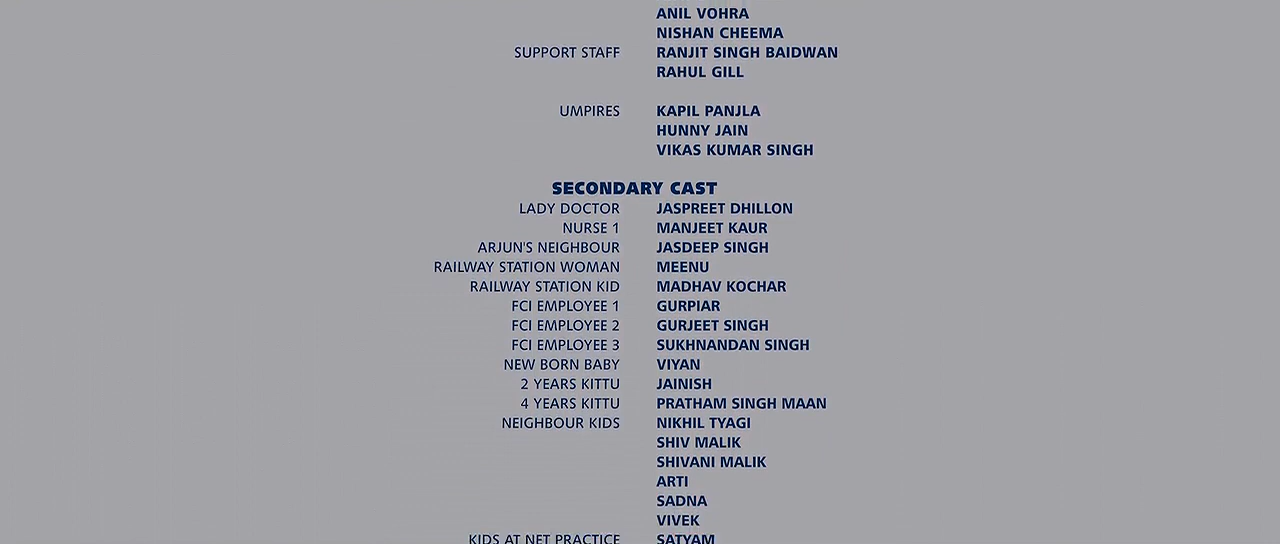 ANIL VOHRA
NISHAN CHEEMA
SUPPORT STAFF RANJIT SINGH BAIDWAN
RAHUL GILL
UMPIRES KAPIL PANJLA
HUNNY JAIN
VIKAS KUMAR SINGH
SECONDARY CAST
LADY DOCTOR JASPREET DHILLON
NURSE 1 MANJEET KAUR
ARJUN'S NEIGHBOUR JASDEEP SINGH
RAILWAY STATION WOMAN MEENU
RAILWAY STATION KID MADHAV KOCHAR
FCI EMPLOYEE 1 GURPIAR
FCI EMPLOYEE 2 GURJEET SINGH
FCI EMPLOYEE 3 SUKHNANDAN SINGH
NEW BORN BABY VIYAN
2 YEARS KITTU JAINISH
4 YEARS KITTU PRATHAM SINGH MAAN
NEIGHBOUR KIDS NIKHIL TYAGI
SHIV MALIK
SHIVANI MALIK
ARTI
SADNA
VIVEK
KIDS AT NET PRACTICE SATYAM